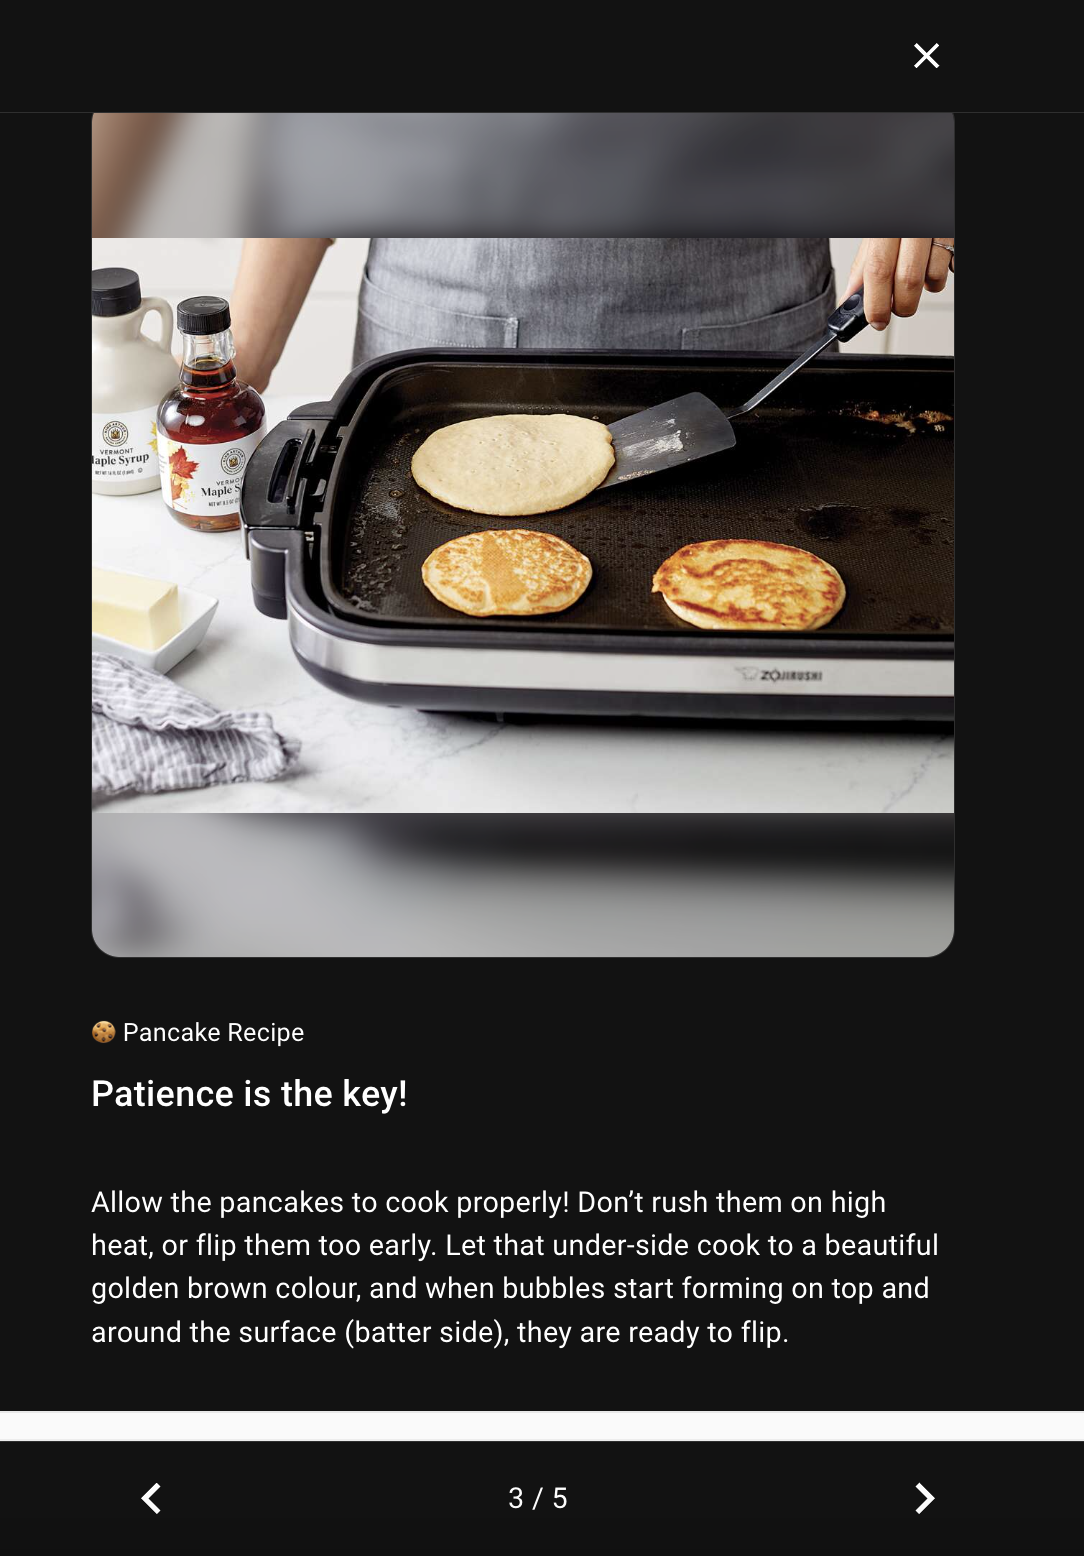 VERMONT
Maple Syrup
VERMO
Maple S
ZOJIRUSHI
Pancake Recipe
Patience is the key!
Allow the pancakes to cook properly! Don’t rush them on high
heat, or flip them too early. Let that under-side cook to a beautiful
golden brown colour, and when bubbles start forming on top and
around the surface (batter side), they are ready to flip.
3 / 5